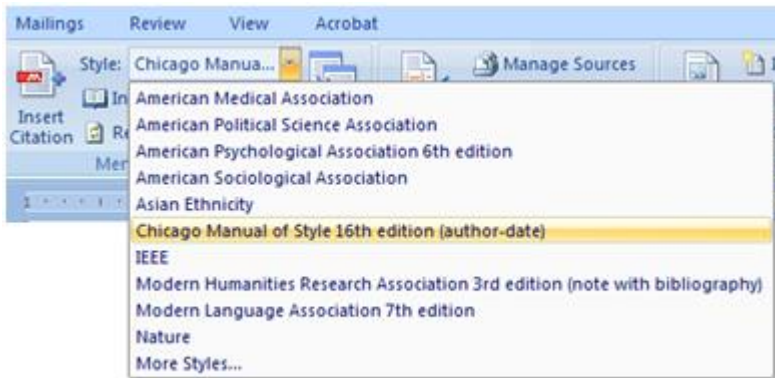 Mailings Review View Acrobat
Style: Chicago Manua... Manage Sources
Insert
Citation
American Medical Association
American Political Science Association
American Psychological Association 6th edition
American Sociological Association
Asian Ethnicity
Chicago Manual of Style 16th edition (author-date)
IEEE
Modern Humanities Research Association 3rd edition (note with bibliography)
Modern Language Association 7th edition
Nature
More Styles...